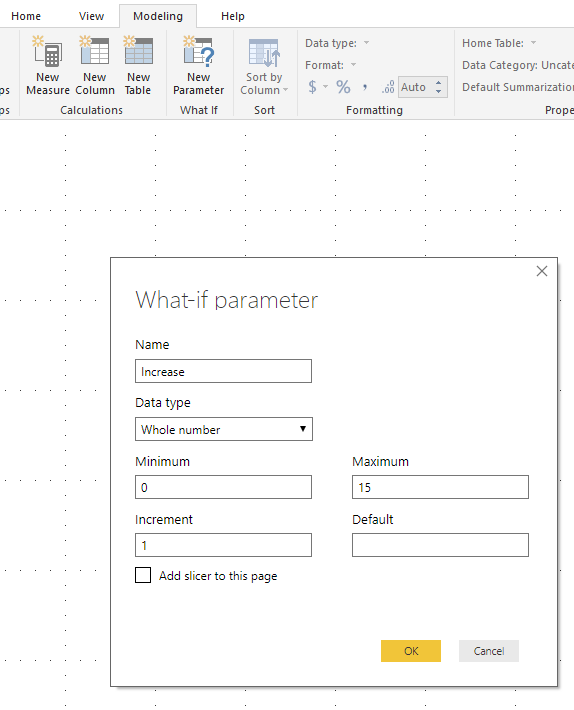 Home View Modeling Help
New Measure New Column New Table New Parameter Sort by Column
Data type:
Home Table:
Format:
Data Category: Uncate
$ % , .00 Auto
Default Summarization
ps Calculations What If Sort Formatting Prope
What-if parameter
Name
Increase
Data type
Whole number
Minimum Maximum
0 15
Increment Default
1
Add slicer to this page
OK Cancel